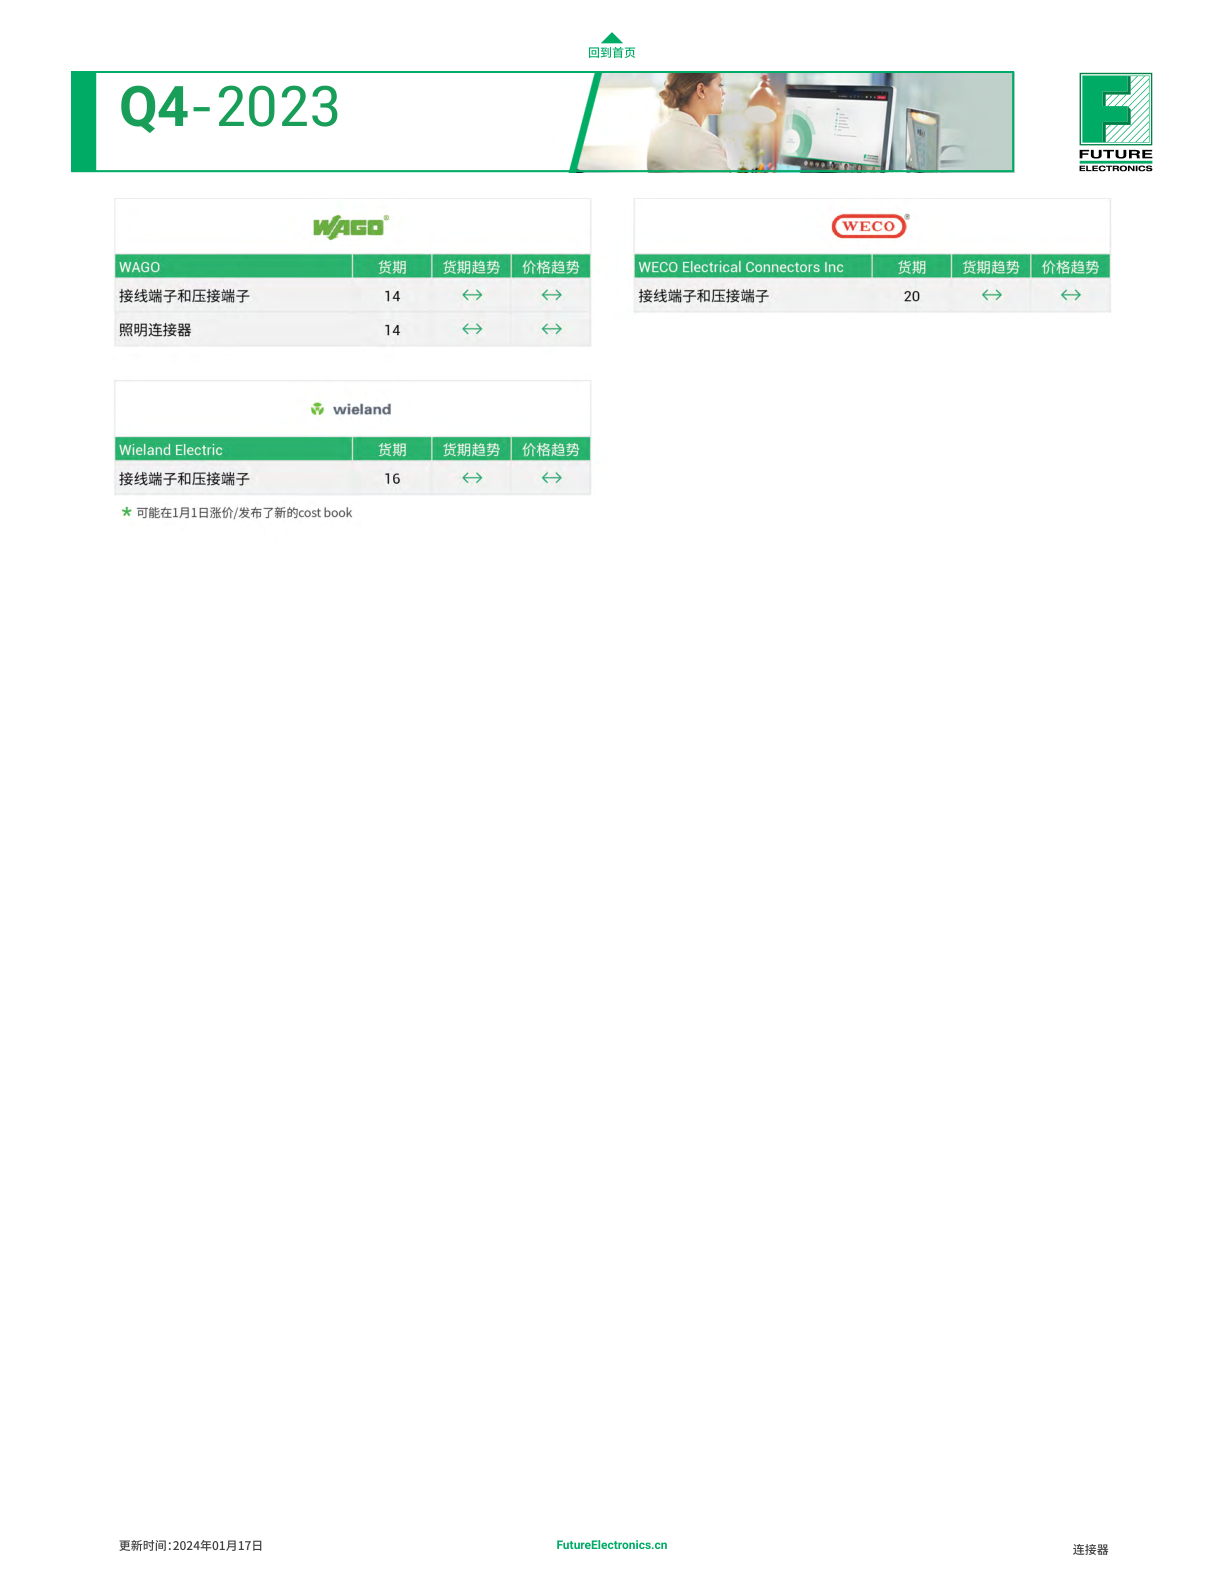 回到首页
Q4-2023
FUTURE
ELECTRONICS
WAGO®
WAGO 货期 货期趋势 价格趋势
接线端子和压接端子 14 ↔ ↔
照明连接器 14 ↔ ↔
WECO®
WECO Electrical Connectors Inc 货期 货期趋势 价格趋势
接线端子和压接端子 20 ↔ ↔
wieland
Wieland Electric 货期 货期趋势 价格趋势
接线端子和压接端子 16 ↔ ↔
* 可能在1月1日涨价/发布了新的cost book
更新时间:2024年01月17日
FutureElectronics.cn
连接器